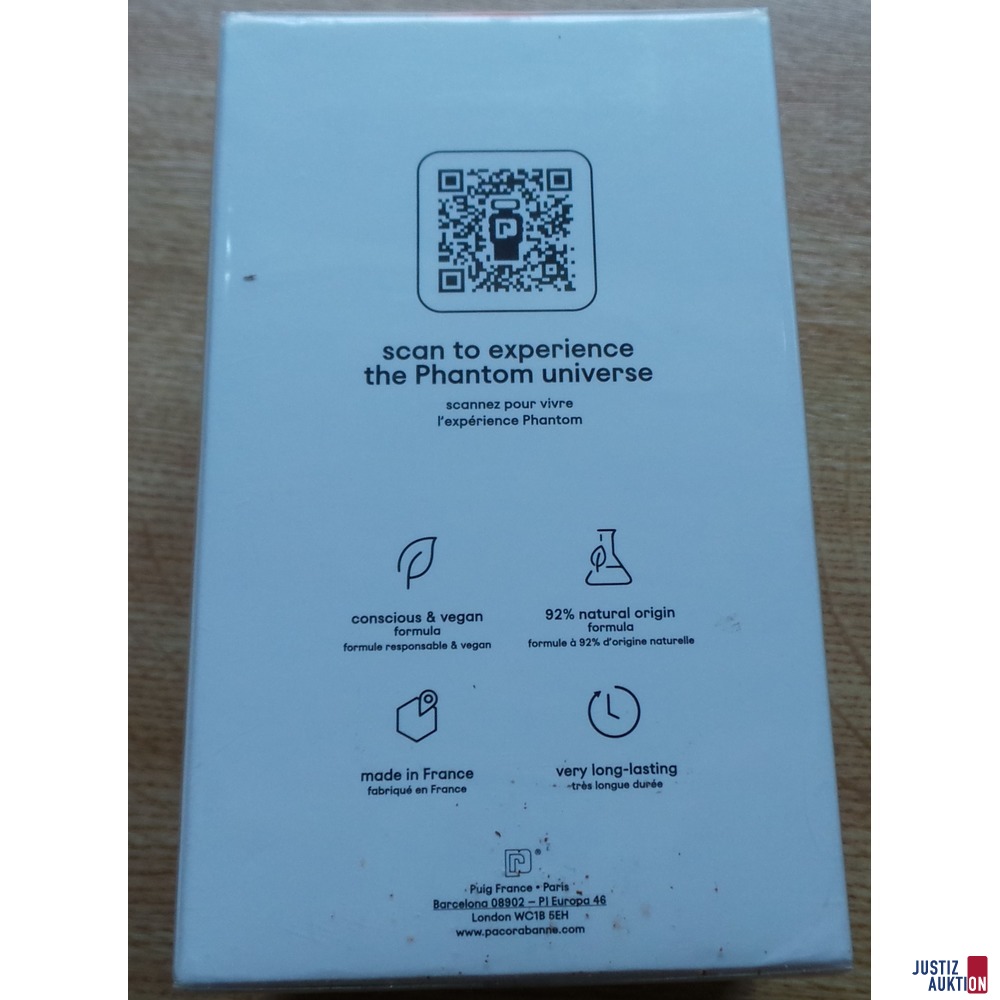 scan to experience
the Phantom universe
scannez pour vivre
l'expérience Phantom
conscious & vegan
formula
formule responsable & vegan
92% natural origin
formula
formule à 92% d'origine naturelle
made in France
fabriqué en France
very long-lasting
très longue durée
Puig France • Paris
Barcelona 08902 – Pl Europa 46
London WC1B 5EH
www.pacorabanne.com
JUSTIZ
AUKTION